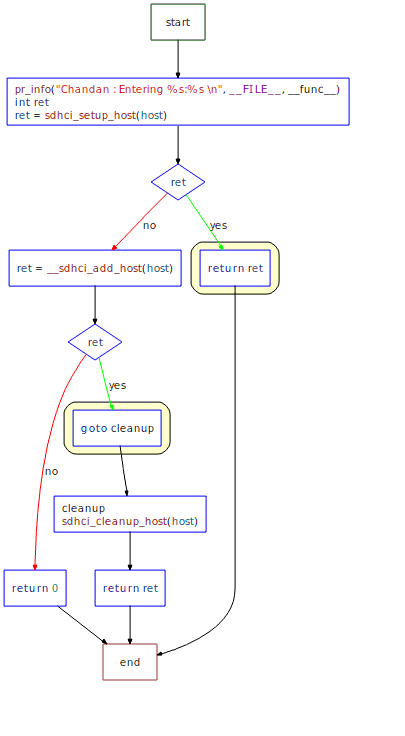 start
pr_info("Chandan : Entering %s:%s \n", __FILE__, __func__)
int ret
ret = sdhci_setup_host(host)
ret
no
yes
ret = __sdhci_add_host(host)
return ret
ret
yes
goto cleanup
no
cleanup
sdhci_cleanup_host(host)
return 0
return ret
end